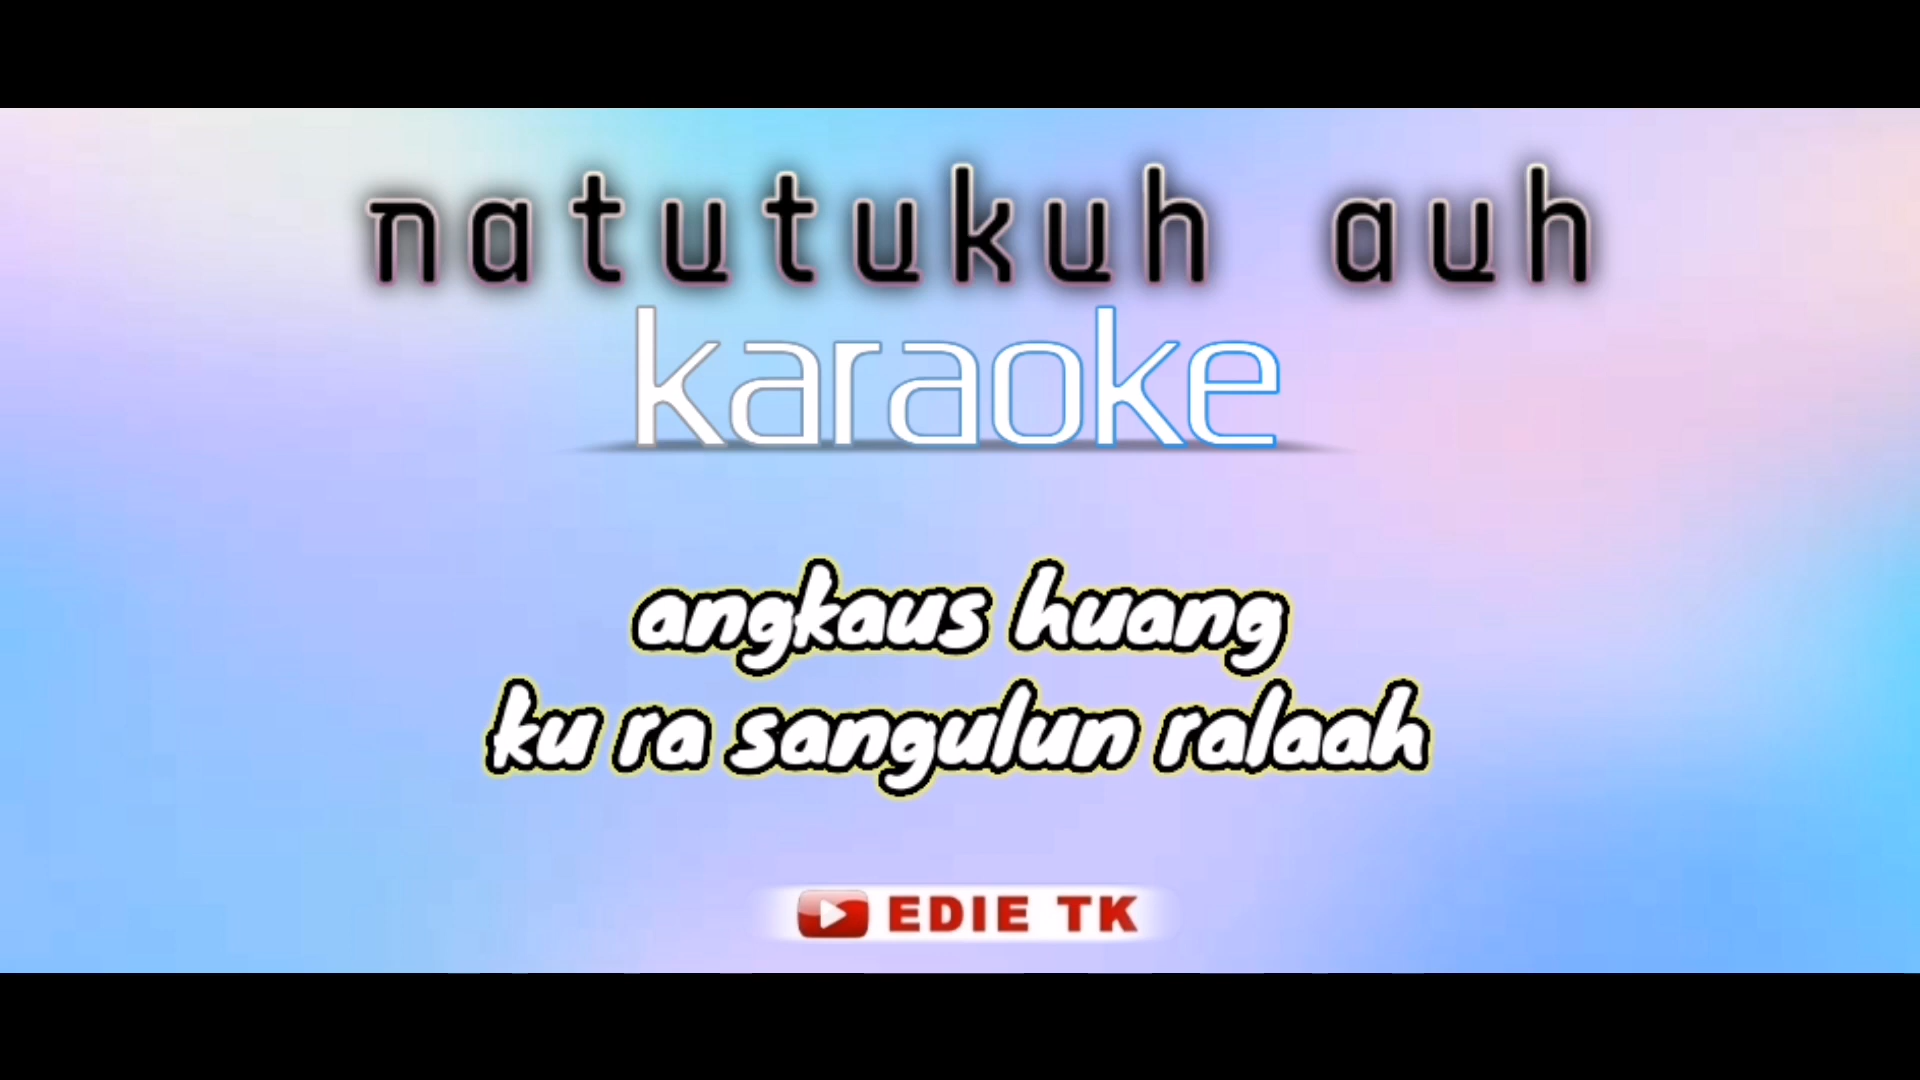 natutukuh auh
karaoke
angkaus huang
ku ra sangulun ralaah
EDIE TK